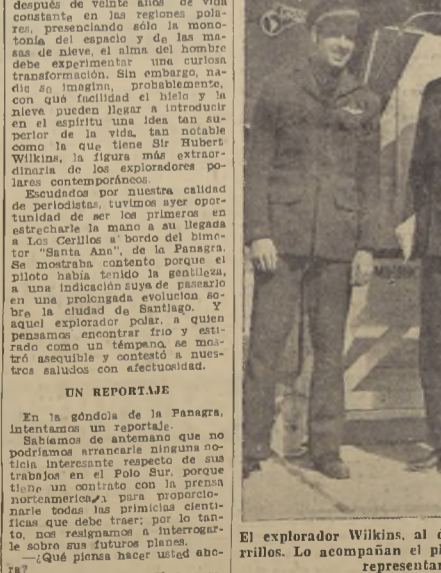 después de veinte años de vida
constante en las regiones pola-
res, presenciando sólo la mono-
tonía del espacio y de las ma-
sas de nieve, el alma del hombre
debe experimentar una curiosa
transformación. Sin embargo, na-
die se imagina, probablemente,
con qué facilidad el hielo y la
nieve pueden llegar a introducir
en el espíritu una idea tan su-
perior de la vida, tan notable
como la que tiene Sir Hubert
Wilkins, la figura más extraor-
dinaria de los exploradores po-
lares contemporáneos.
Escudados por nuestra calidad
de periodistas, tuvimos ayer opor-
tunidad de ser los primeros en
estrecharle la mano a su llegada
a Los Cerillos a bordo del bimo-
tor "Santa Ana", de la Panagra.
Se mostraba contento porque el
piloto había tenido la gentileza,
a una indicación suya de pasearlo
en una prolongada evolución so-
bre la ciudad de Santiago. Y
aquel explorador polar, a quien
pensamos encontrar frío y esti-
rado como un témpano, se mos-
tró asequible y contestó a nues-
tros saludos con afectuosidad.
UN REPORTAJE
En la góndola de la Panagra,
intentamos un reportaje.
Sabíamos de antemano que no
podríamos arrancarle ninguna no-
ticia interesante respecto de sus
trabajos en el Polo Sur, porque
tiene un contrato con la prensa
para proporcio-
narle todas las primicias cientí-
ficas que debe traer; por lo tan-
to, nos resignamos a interrogar-
le sobre sus futuros planes.
—¿Qué piensa hacer usted aho-
ra?
El explorador Wilkins, al
rrillos. Lo acompañan el
representan